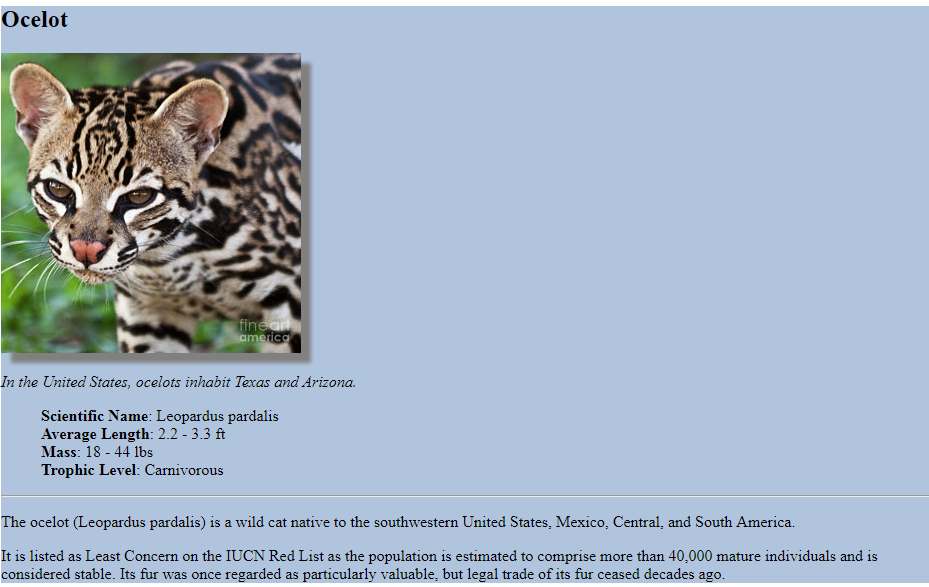 Ocelot
fineart
america
In the United States, ocelots inhabit Texas and Arizona.
Scientific Name: Leopardus pardalis
Average Length: 2.2 - 3.3 ft
Mass: 18 - 44 lbs
Trophic Level: Carnivorous
The ocelot (Leopardus pardalis) is a wild cat native to the southwestern United States, Mexico, Central, and South America.
It is listed as Least Concern on the IUCN Red List as the population is estimated to comprise more than 40,000 mature individuals and is
considered stable. Its fur was once regarded as particularly valuable, but legal trade of its fur ceased decades ago.